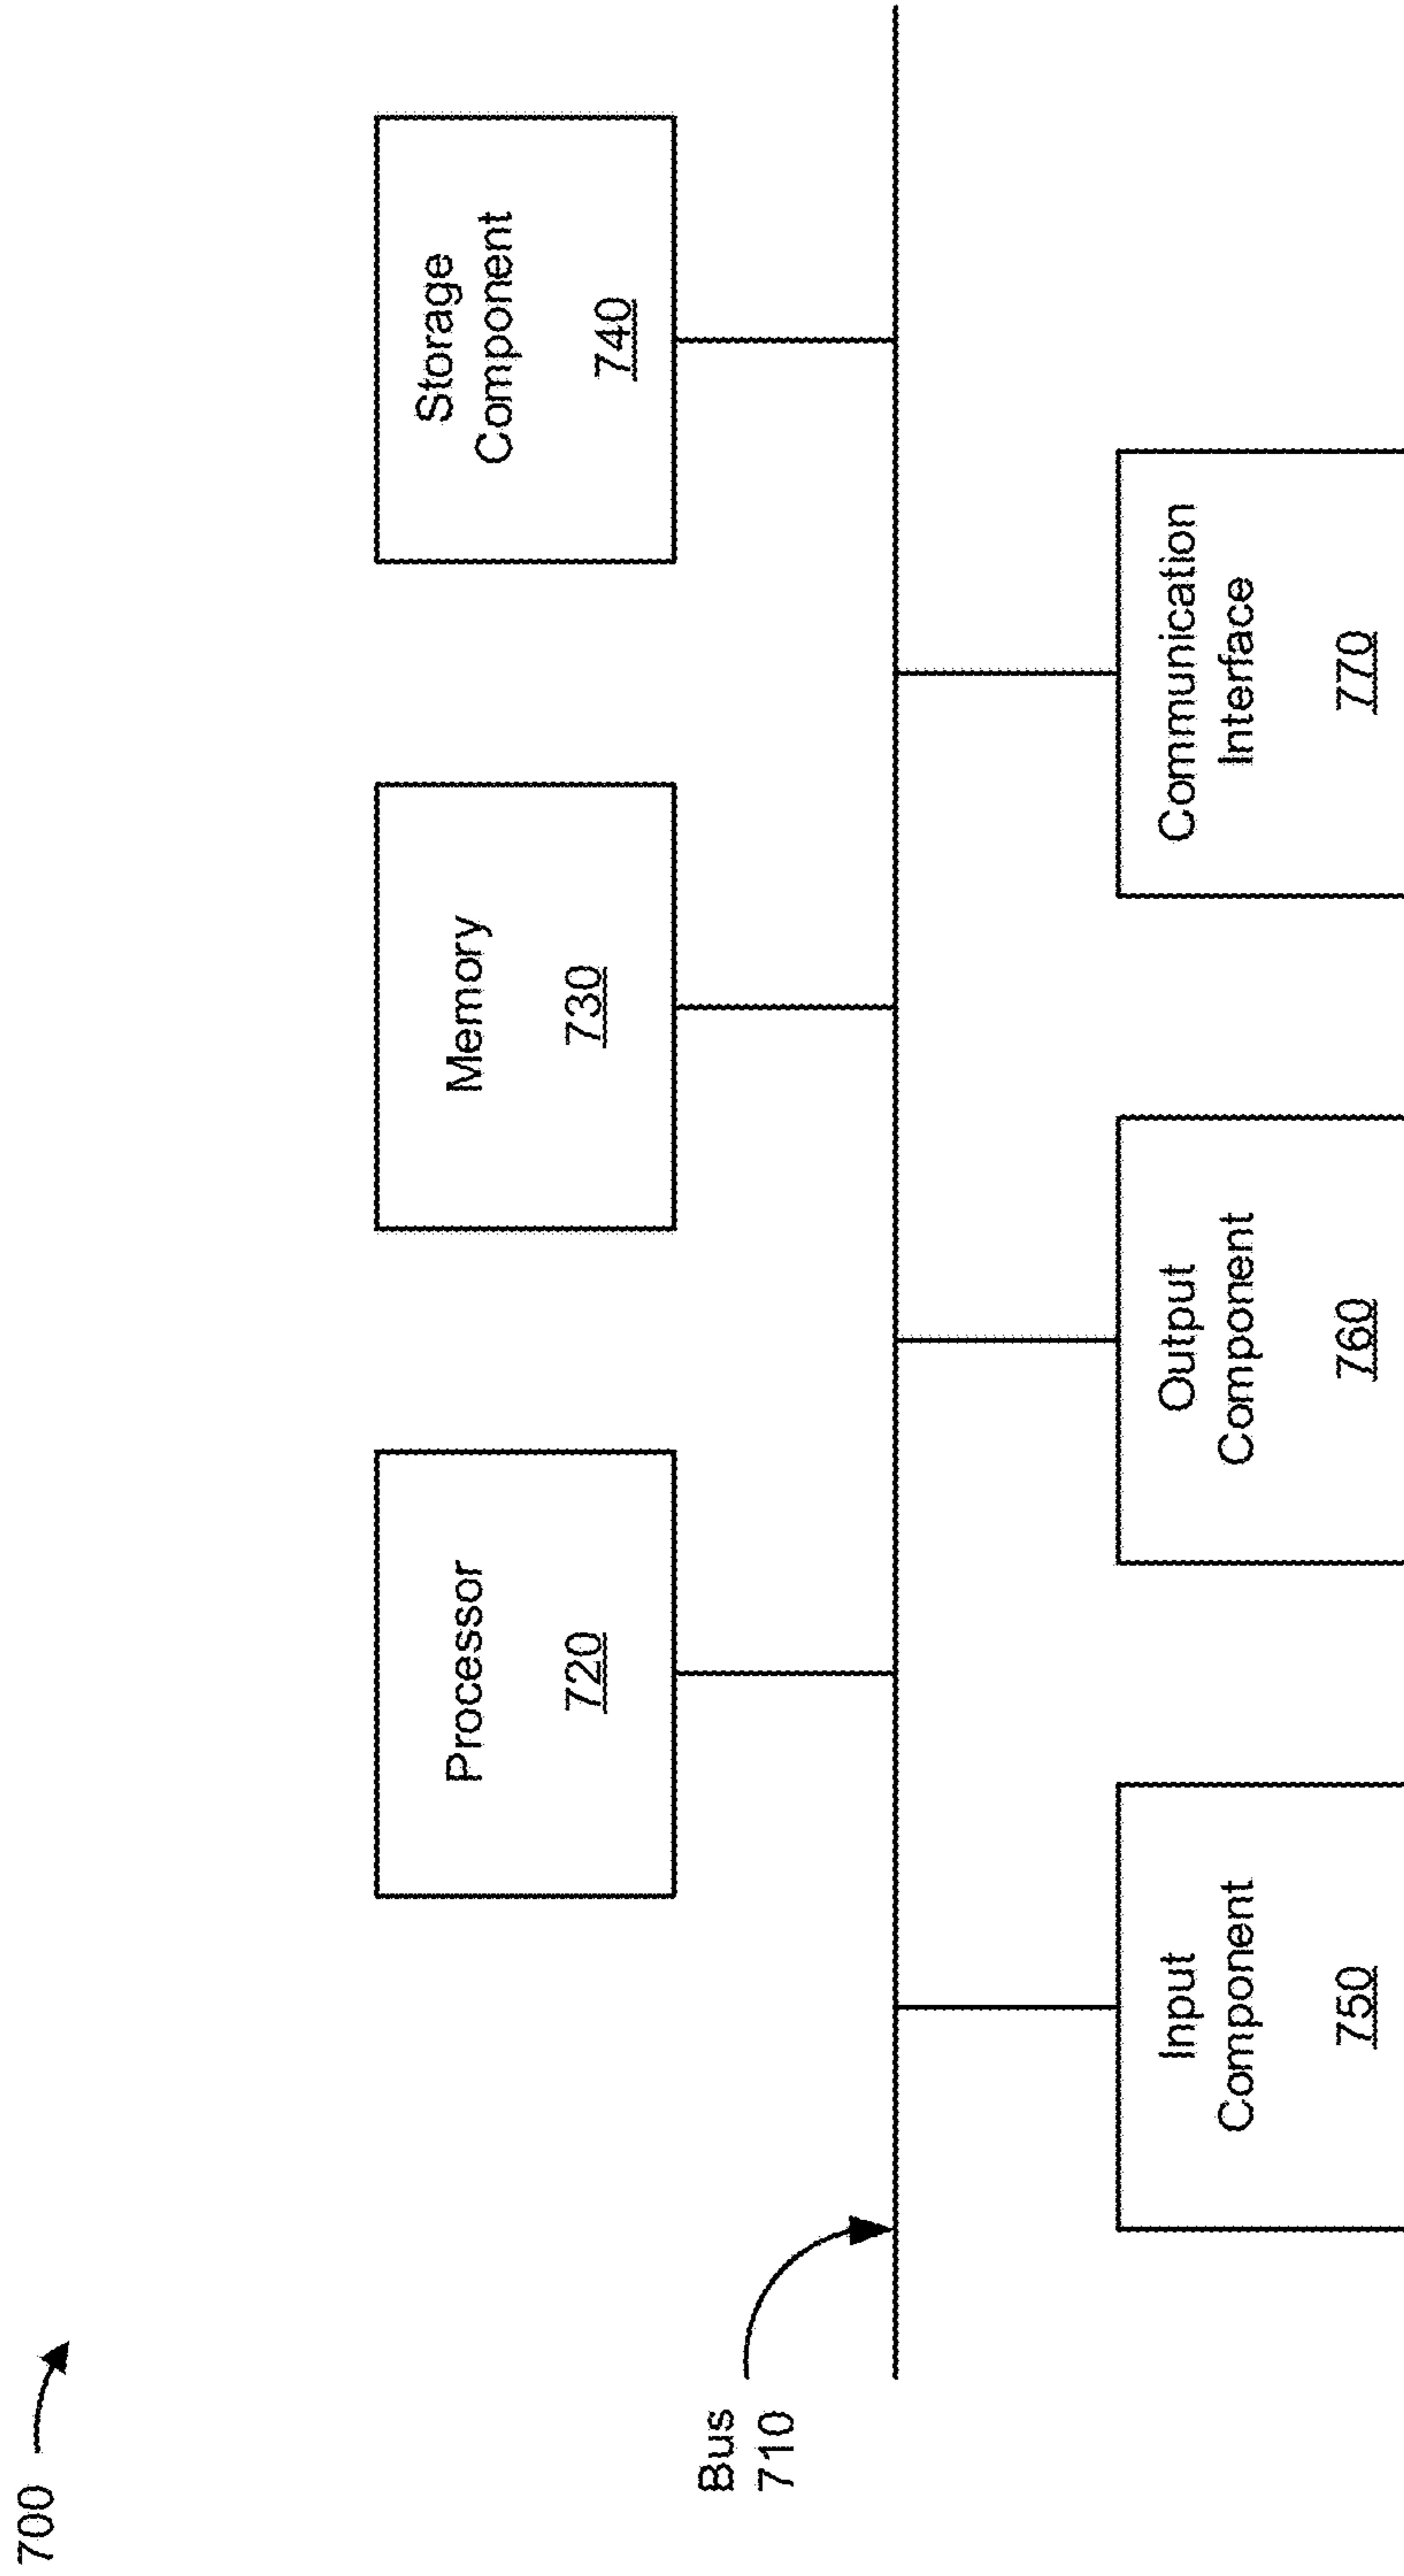 700
Processor
720
Memory
730
Storage
Component
740
Bus
710
Input
Component
750
Output
Component
760
Communication
Interface
770